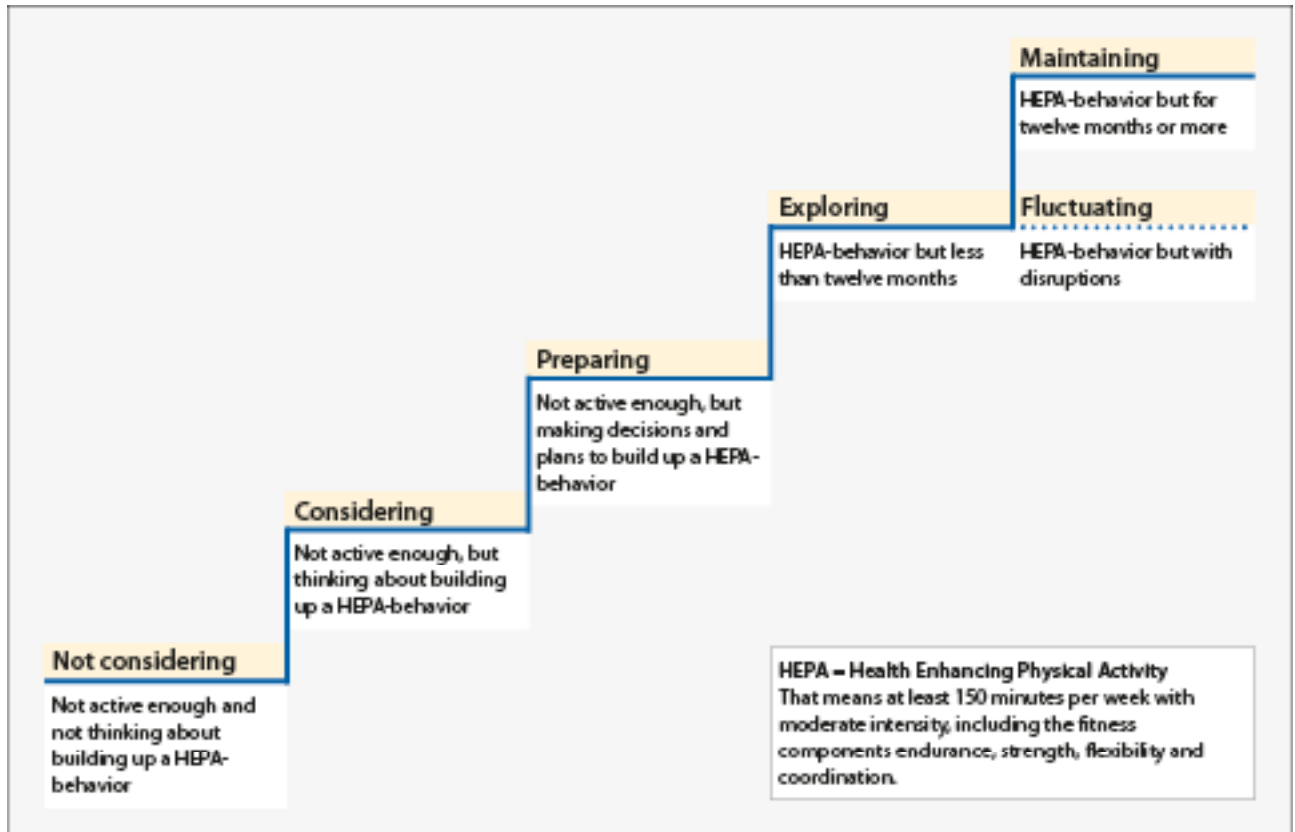 Maintaining
HEPA-behavior but for
twelve months or more
Exploring
HEPA-behavior but less
than twelve months
Fluctuating
HEPA-behavior but with
disruptions
Preparing
Not active enough, but
making decisions and
plans to build up a HEPA-
behavior
Considering
Not active enough, but
thinking about building
up a HEPA-behavior
Not considering
Not active enough and
not thinking about
building up a HEPA-
behavior
HEPA – Health Enhancing Physical Activity
That means at least 150 minutes per week with
moderate intensity, including the fitness
components endurance, strength, flexibility and
coordination.